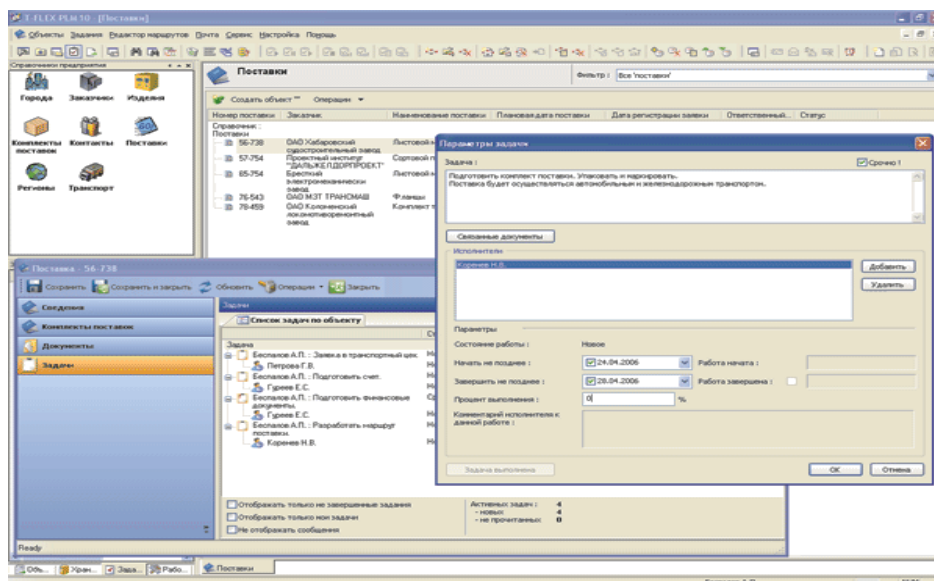 T-FLEX PLM 10 - [Поставки]
Объекты Задания Редактор маршрутов Почта Сервис Настройка Помощь
Справочники предприятия
Города Заказчики Изделия
Комплекты поставок Контакты Поставки
Регионы Транспорт
Поставки
Фильтр : Все 'поставки'
Создать объект Операции
Номер поставки Заказчик Наименование поставки Плановая дата поставки Дата регистрации заявки Ответственный... Статус
Справочник :
Поставки
56-738 ОАО Хабаровский судостроительный завод Листовой
57-754 Проектный институт "ДАЛЬЖЕЛДОРПРОЕКТ" Сортовой
65-754 Брестский электромеханически завод Листовой
76-543 ОАО МЗТ ТРАНСМАШ Фланцы
78-459 ОАО Коломенский локомотиворемонтный завод Комплект
Параметры задачи
Задача :
Срочно !
Подготовить комплект поставки. Упаковать и маркировать.
Поставка будет осуществляться автомобильным и железнодорожным транспортом.
Связанные документы
Исполнители
Коренев Н.В.
Добавить
Удалить
Параметры
Состояние работы : Новое
Начать не позднее : 24.04.2006 Работа начата :
Завершить не позднее : 28.04.2006 Работа завершена :
Процент выполнения : 0 %
Комментарий исполнителя к
данной работе :
Задача выполнена
ОК Отмена
Поставка - 56-738
Сохранить Сохранить и закрыть Обновить Операции Закрыть
Сведения
Комплекты поставок
Документы
Задачи
Задачи
Список задач по объекту
Задача
Беспалов А.П. : Заявка в транспортный цех
Петрова Г.В.
Беспалов А.П. : Подготовить счет.
Гуреев Е.С.
Беспалов А.П. : Подготовить финансовые
документы.
Гуреев Е.С.
Беспалов А.П. : Разработать маршрут
поставки.
Коренев Н.В.
Отображать только не завершенные задания
Отображать только мои задачи
Не отображать сообщения
Активных задач : 4
- новых 4
- не прочитанных 0
Ready
Объ... Хран... Зада... Рабо... Поставки